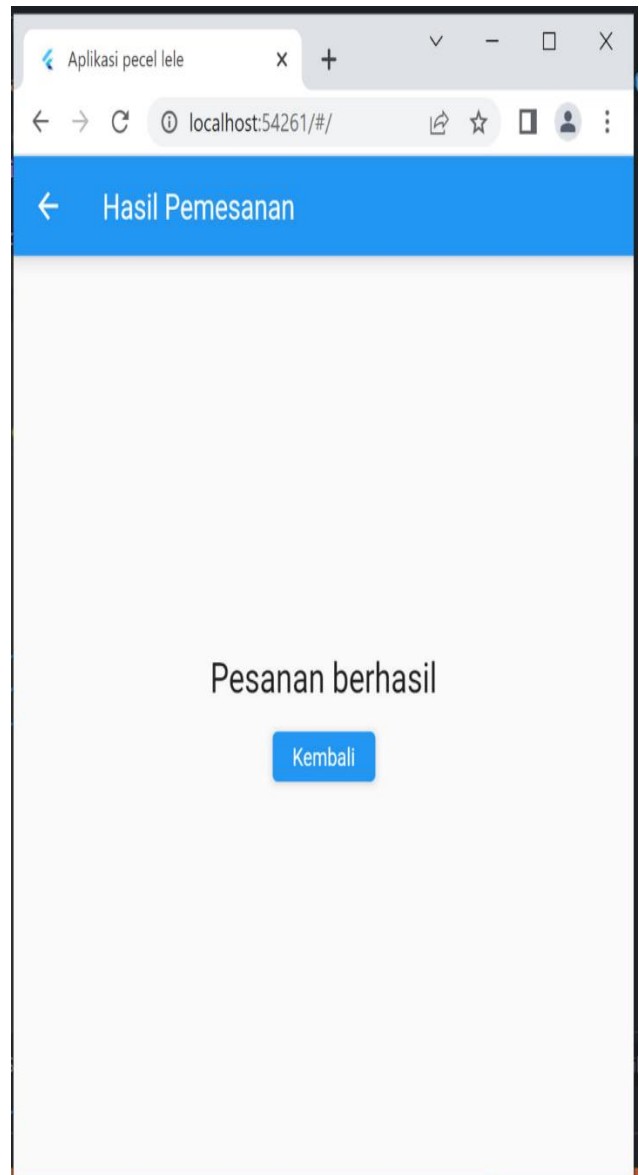 Aplikasi pecel lele
localhost:54261/#/
Hasil Pemesanan
Pesanan berhasil
Kembali